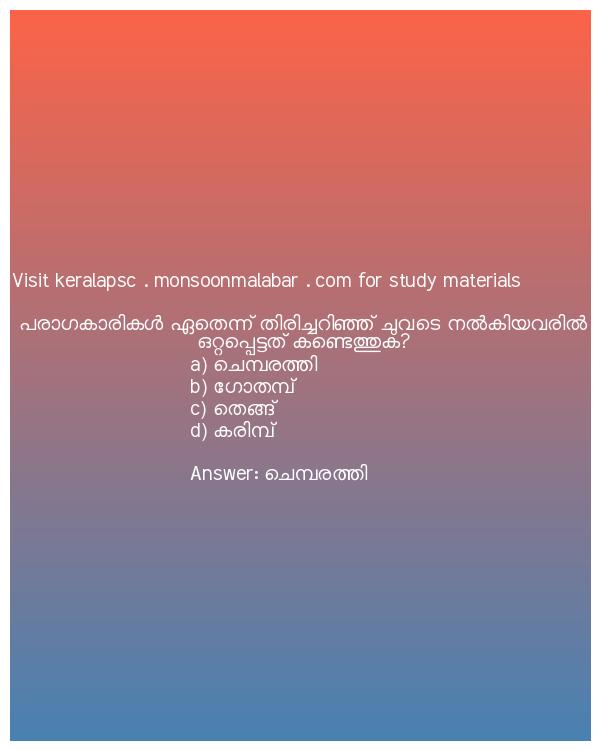 Visit keralapsc . monsoonmalabar . com for study materials
പരാഗകാരികൾ ഏതെന്ന് തിരിച്ചറിഞ്ഞ് ചുവടെ നൽകിയവരിൽ
ഒറ്റപ്പെട്ടത് കണ്ടെത്തുക?
a) ചെമ്പരത്തി
b) ഗോതമ്പ്
c) തെങ്ങ്
d) കരിമ്പ്
Answer: ചെമ്പരത്തി